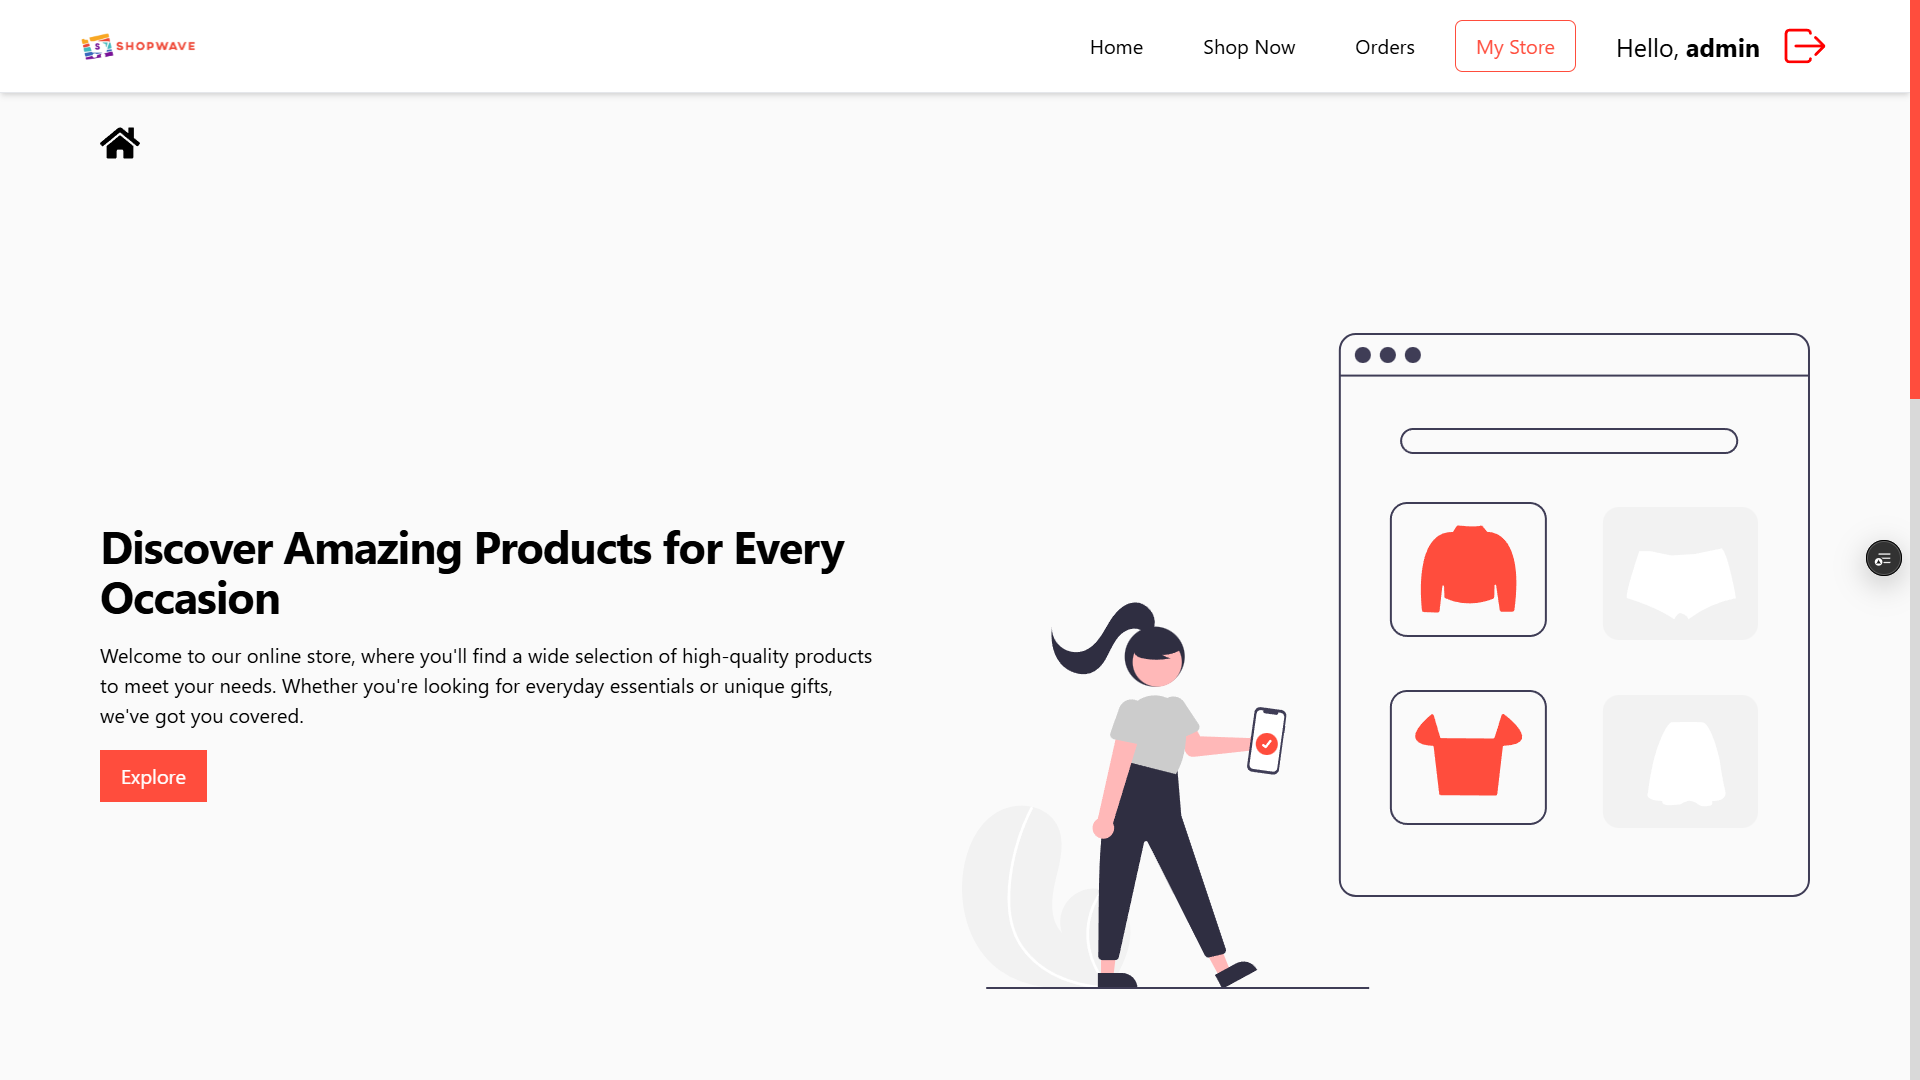 SHOPWAVE
Home
Shop Now
Orders
My Store
Hello, admin
Discover Amazing Products for Every
Occasion
Welcome to our online store, where you'll find a wide selection of high-quality products
to meet your needs. Whether you're looking for everyday essentials or unique gifts,
we've got you covered.
Explore